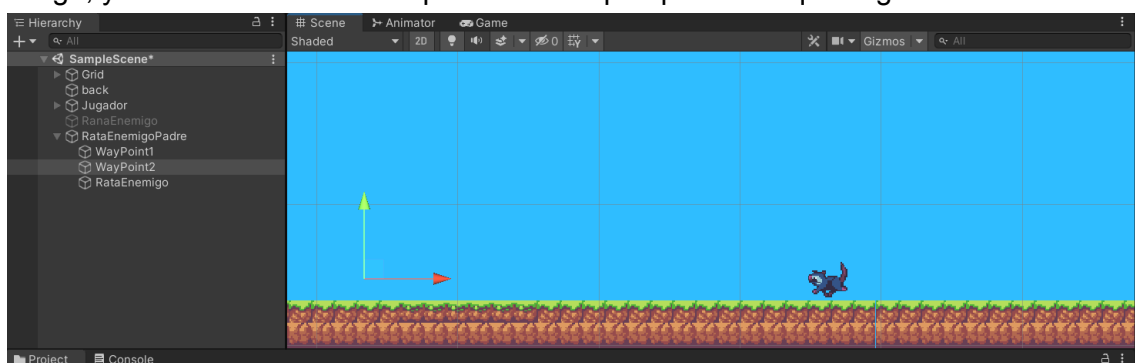 Hierarchy
All
SampleScene*
Grid
back
Jugador
RanaEnemigo
RataEnemigoPadre
WayPoint1
WayPoint2
RataEnemigo
Scene Animator Game
Shaded 2D 0 Gizmos All
Project Console